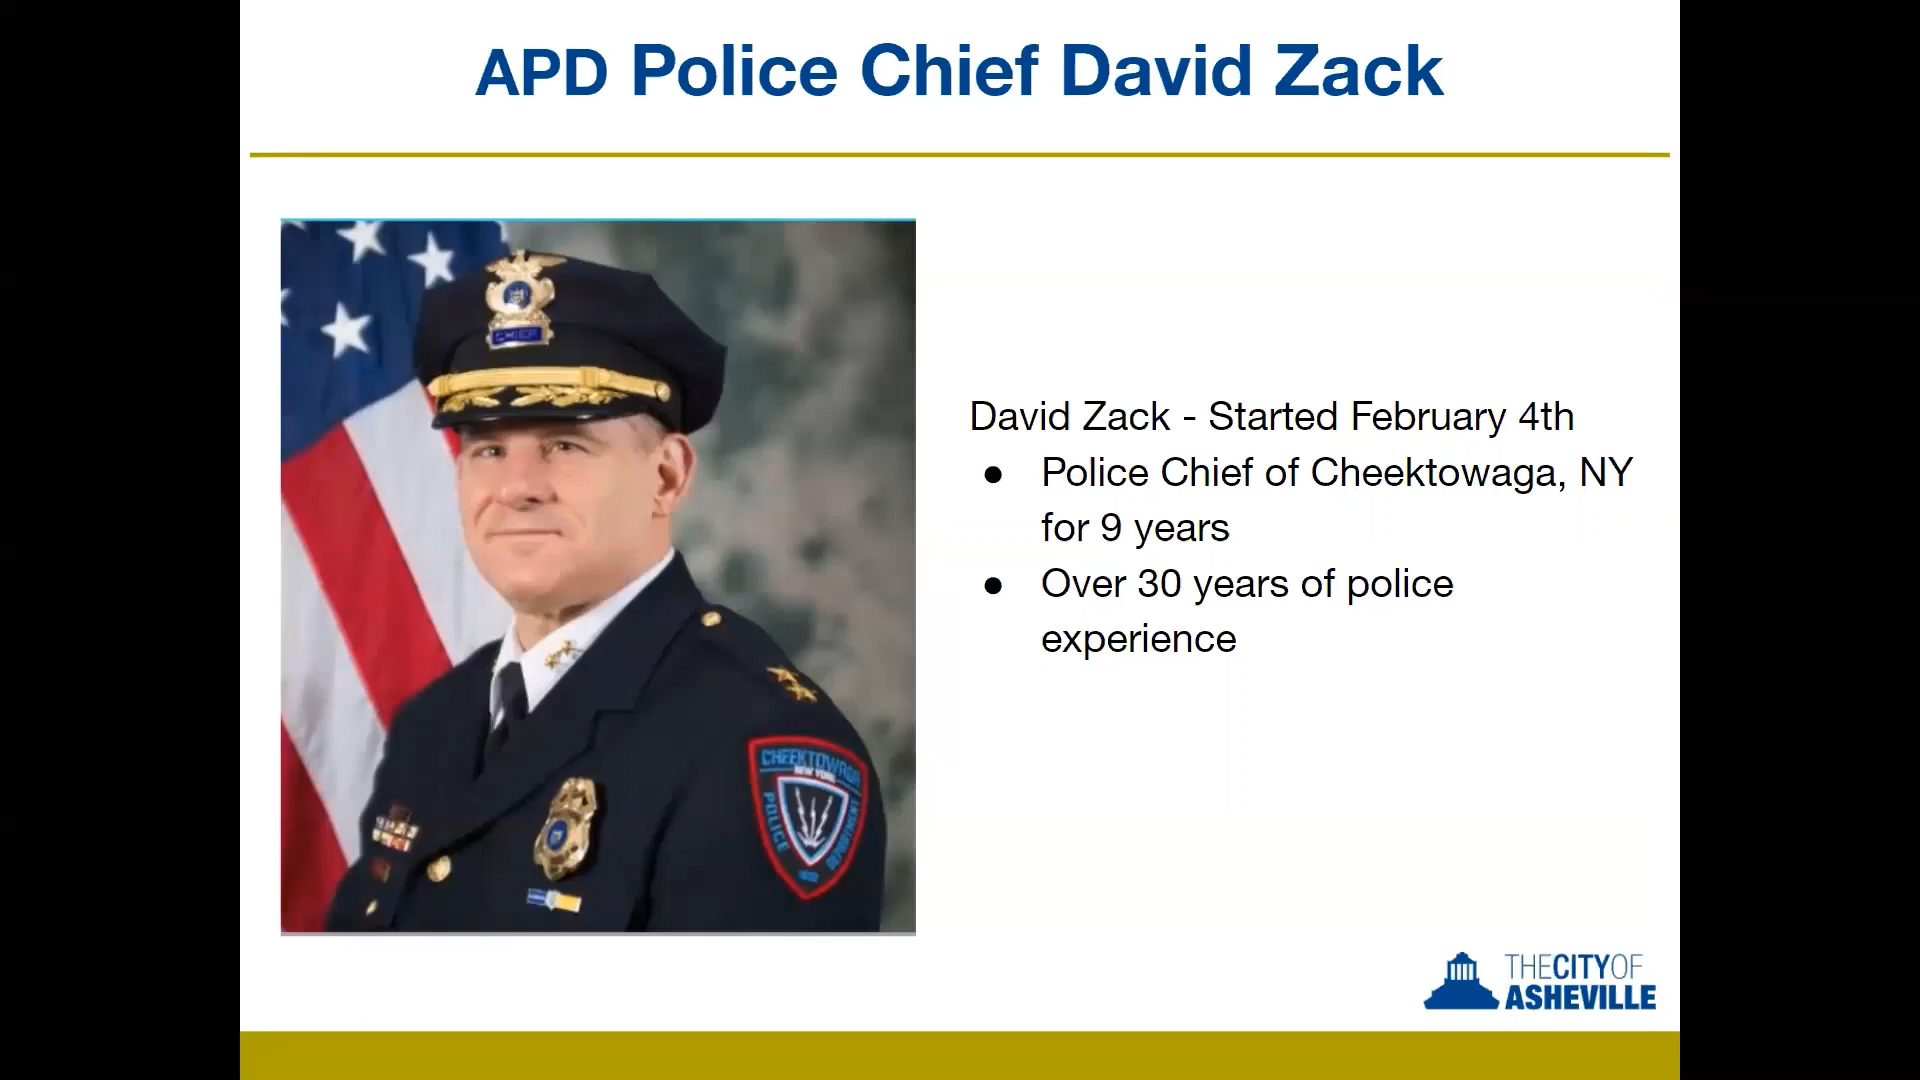 APD Police Chief David Zack
CHIEF
CHEEKTOWAGA
NEW YORK
POLICE
DEPARTMENT
David Zack - Started February 4th
● Police Chief of Cheektowaga, NY
for 9 years
● Over 30 years of police
experience
THECITYOF
ASHEVILLE